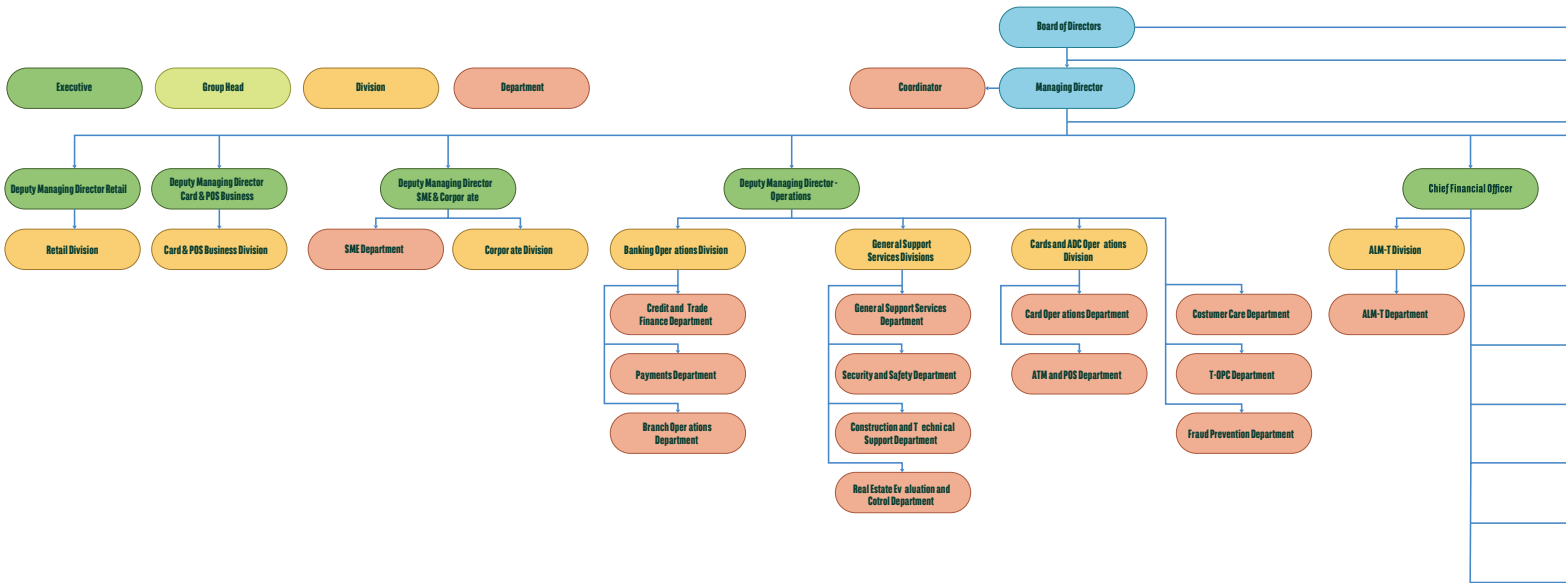 Board of Directors
Executive
Group Head
Division
Department
Coordinator
Managing Director
Deputy Managing Director Retail
Deputy Managing Director
Card & POS Business
Deputy Managing Director
SME & Corpor ate
Deputy Managing Director -
Operations
Chief Financial Officer
Retail Division
Card & POS Business Division
SME Department
Corpor ate Division
Banking Oper ations Division
General Support
Services Divisions
Cards and ADC Oper ations
Division
ALM-T Division
Credit and Trade
Finance Department
General Support Services
Department
Card Oper ations Department
Costumer Care Department
ALM-T Department
Payments Department
Security and Safety Department
ATM and POS Department
T-OPC Department
Branch Oper ations
Department
Construction and T echni cal
Support Department
Fraud Prevention Department
Real Estate Ev aluation and
Cotrol Department